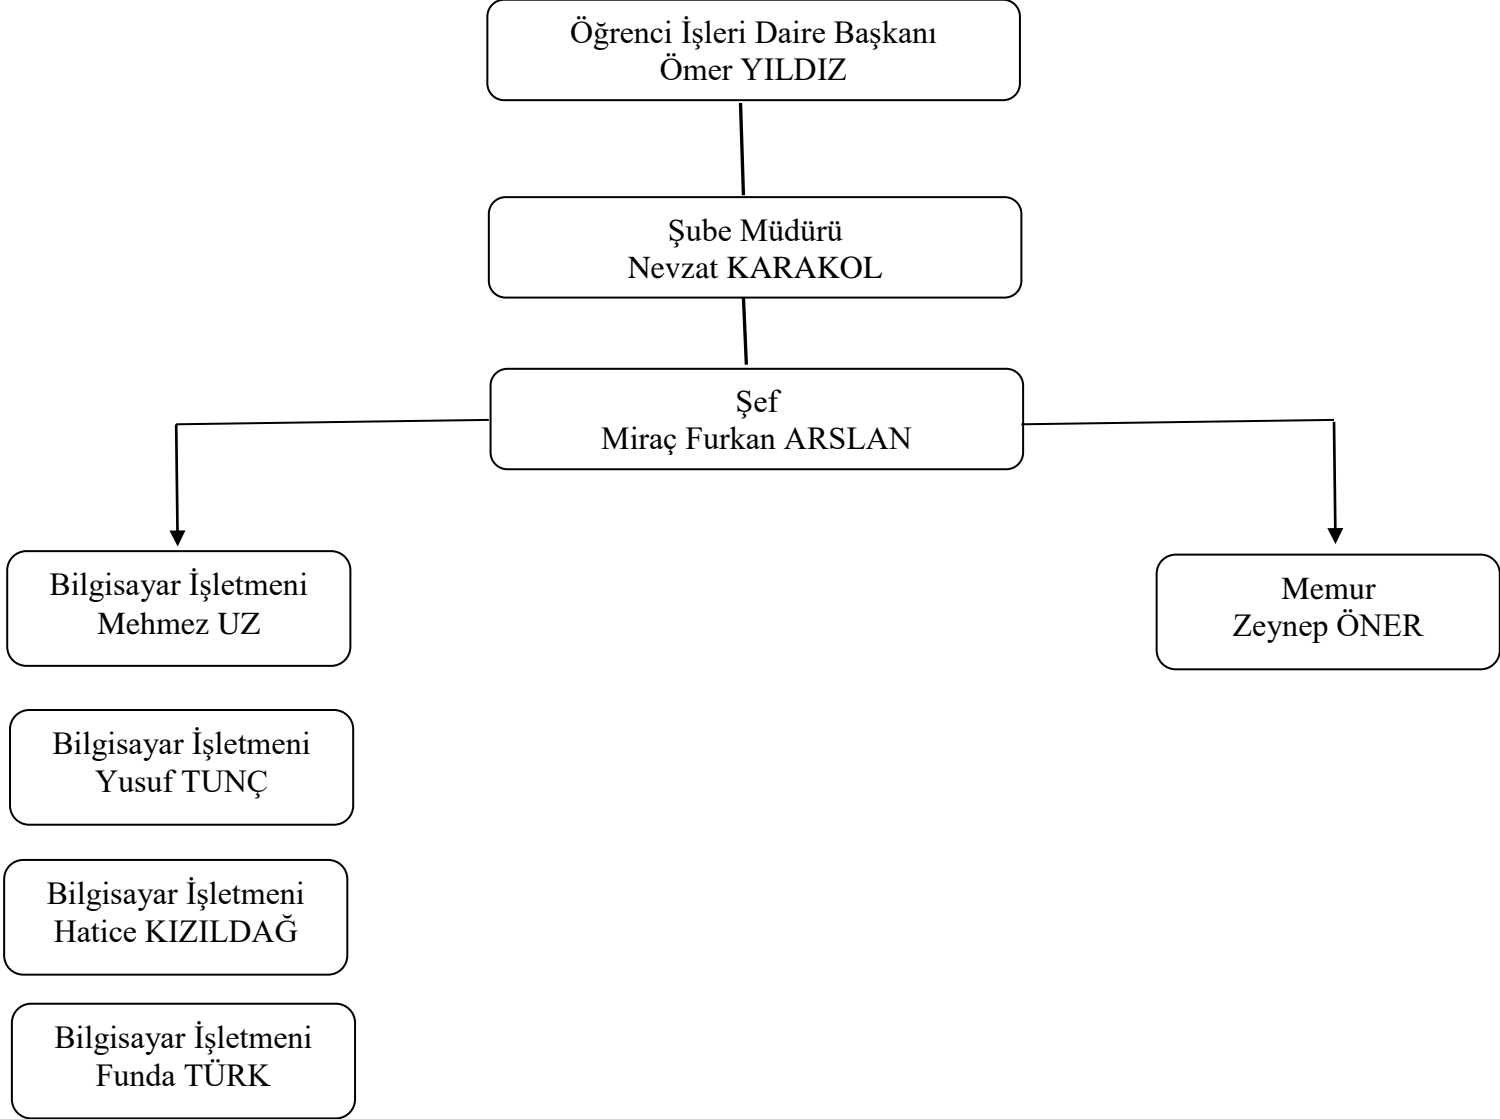 Öğrenci İşleri Daire Başkanı
Ömer YILDIZ
Şube Müdürü
Nevzat KARAKOL
Şef
Miraç Furkan ARSLAN
Bilgisayar İşletmeni
Mehmez UZ
Memur
Zeynep ÖNER
Bilgisayar İşletmeni
Yusuf TUNÇ
Bilgisayar İşletmeni
Hatice KIZILDAĞ
Bilgisayar İşletmeni
Funda TÜRK